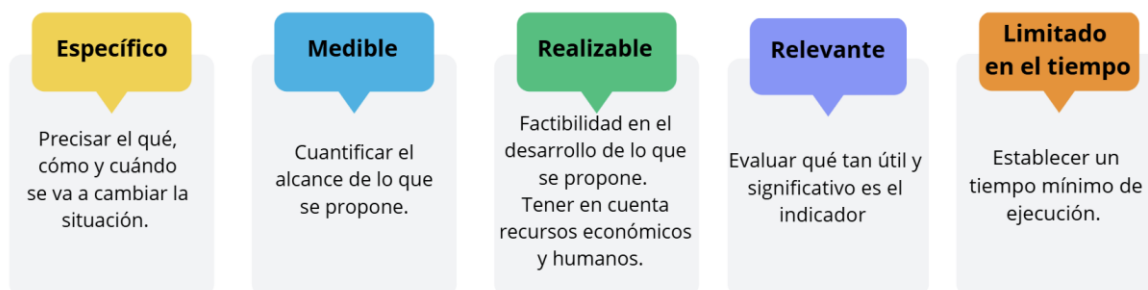 Específico
Precisar el qué,
cómo y cuándo
se va a cambiar la
situación.
Medible
Cuantificar el
alcance de lo que
se propone.
Realizable
Factibilidad en el
desarrollo de lo que
se propone.
Tener en cuenta
recursos económicos
y humanos.
Relevante
Evaluar qué tan útil y
significativo es el
indicador
Limitado
en el tiempo
Establecer un
tiempo mínimo de
ejecución.